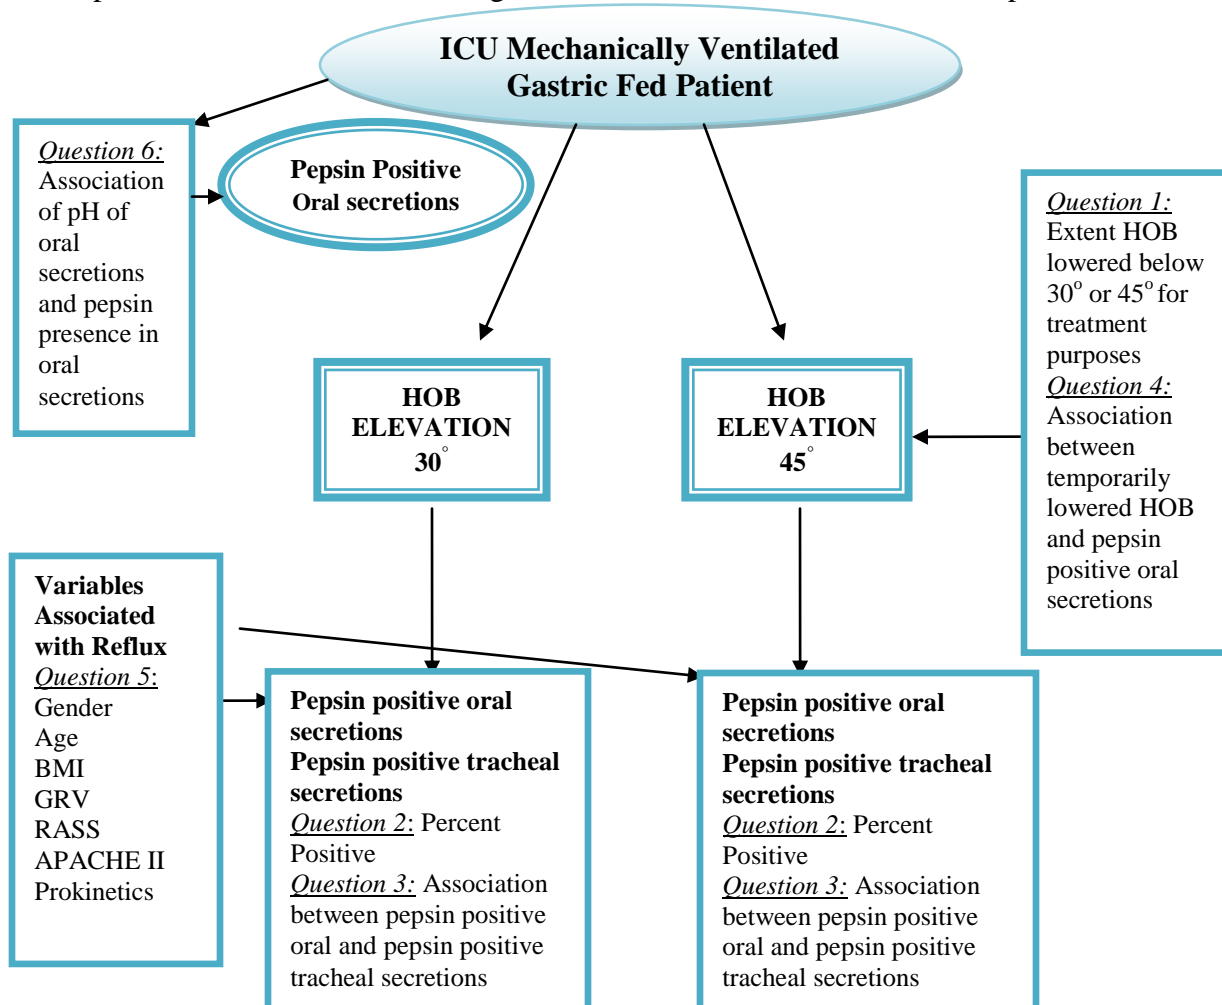 ICU Mechanically Ventilated
Gastric Fed Patient
Question 6:
Association
of pH of
oral
secretions
and pepsin
presence in
oral
secretions
Pepsin Positive
Oral secretions
Question 1:
Extent HOB
lowered below
30° or 45° for
treatment
purposes
Question 4:
Association
between
temporarily
lowered HOB
and pepsin
positive oral
secretions
HOB
ELEVATION
30°
HOB
ELEVATION
45°
Variables
Associated
with Reflux
Question 5:
Gender
Age
BMI
GRV
RASS
APACHE II
Prokinetics
Pepsin positive oral
secretions
Pepsin positive tracheal
secretions
Question 2: Percent
Positive
Question 3: Association
between pepsin positive
oral and pepsin positive
tracheal secretions
Pepsin positive oral
secretions
Pepsin positive tracheal
secretions
Question 2: Percent
Positive
Question 3: Association
between pepsin positive
oral and pepsin positive
tracheal secretions